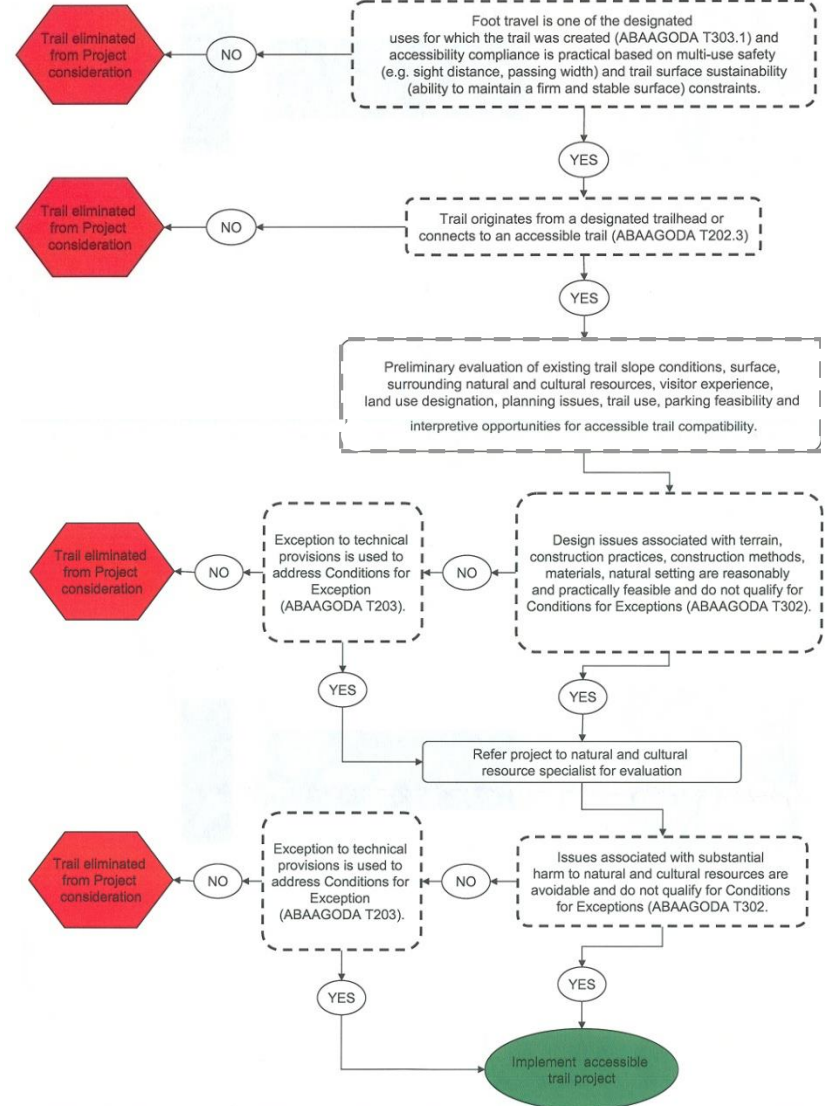 Trail eliminated
from Project
consideration
NO
Foot travel is one of the designated
uses for which the trail was created (ABAAGODA T303.1) and
accessibility compliance is practical based on multi-use safety
(e.g. sight distance, passing width) and trail surface sustainability
(ability to maintain a firm and stable surface) constraints.
YES
Trail eliminated
from Project
consideration
NO
Trail originates from a designated trailhead or
connects to an accessible trail (ABAAGODA T202.3)
YES
Preliminary evaluation of existing trail slope conditions, surface,
surrounding natural and cultural resources, visitor experience,
land use designation, planning issues, trail use, parking feasibility and
interpretive opportunities for accessible trail compatibility.
Trail eliminated
from Project
consideration
NO
Exception to technical
provisions is used to
address Conditions for
Exception
(ABAAGODA T203).
NO
Design issues associated with terrain,
construction practices, construction methods,
materials, natural setting are reasonably
and practically feasible and do not qualify for
Conditions for Exceptions (ABAAGODA T302).
YES
YES
Refer project to natural and cultural
resource specialist for evaluation
Trail eliminated
from Project
consideration
NO
Exception to technical
provisions is used to
address Conditions for
Exception
(ABAAGODA T203).
NO
Issues associated with substantial
harm to natural and cultural resources are
avoidable and do not qualify for Conditions
for Exceptions (ABAAGODA T302.
YES
YES
Implement accessible
trail project